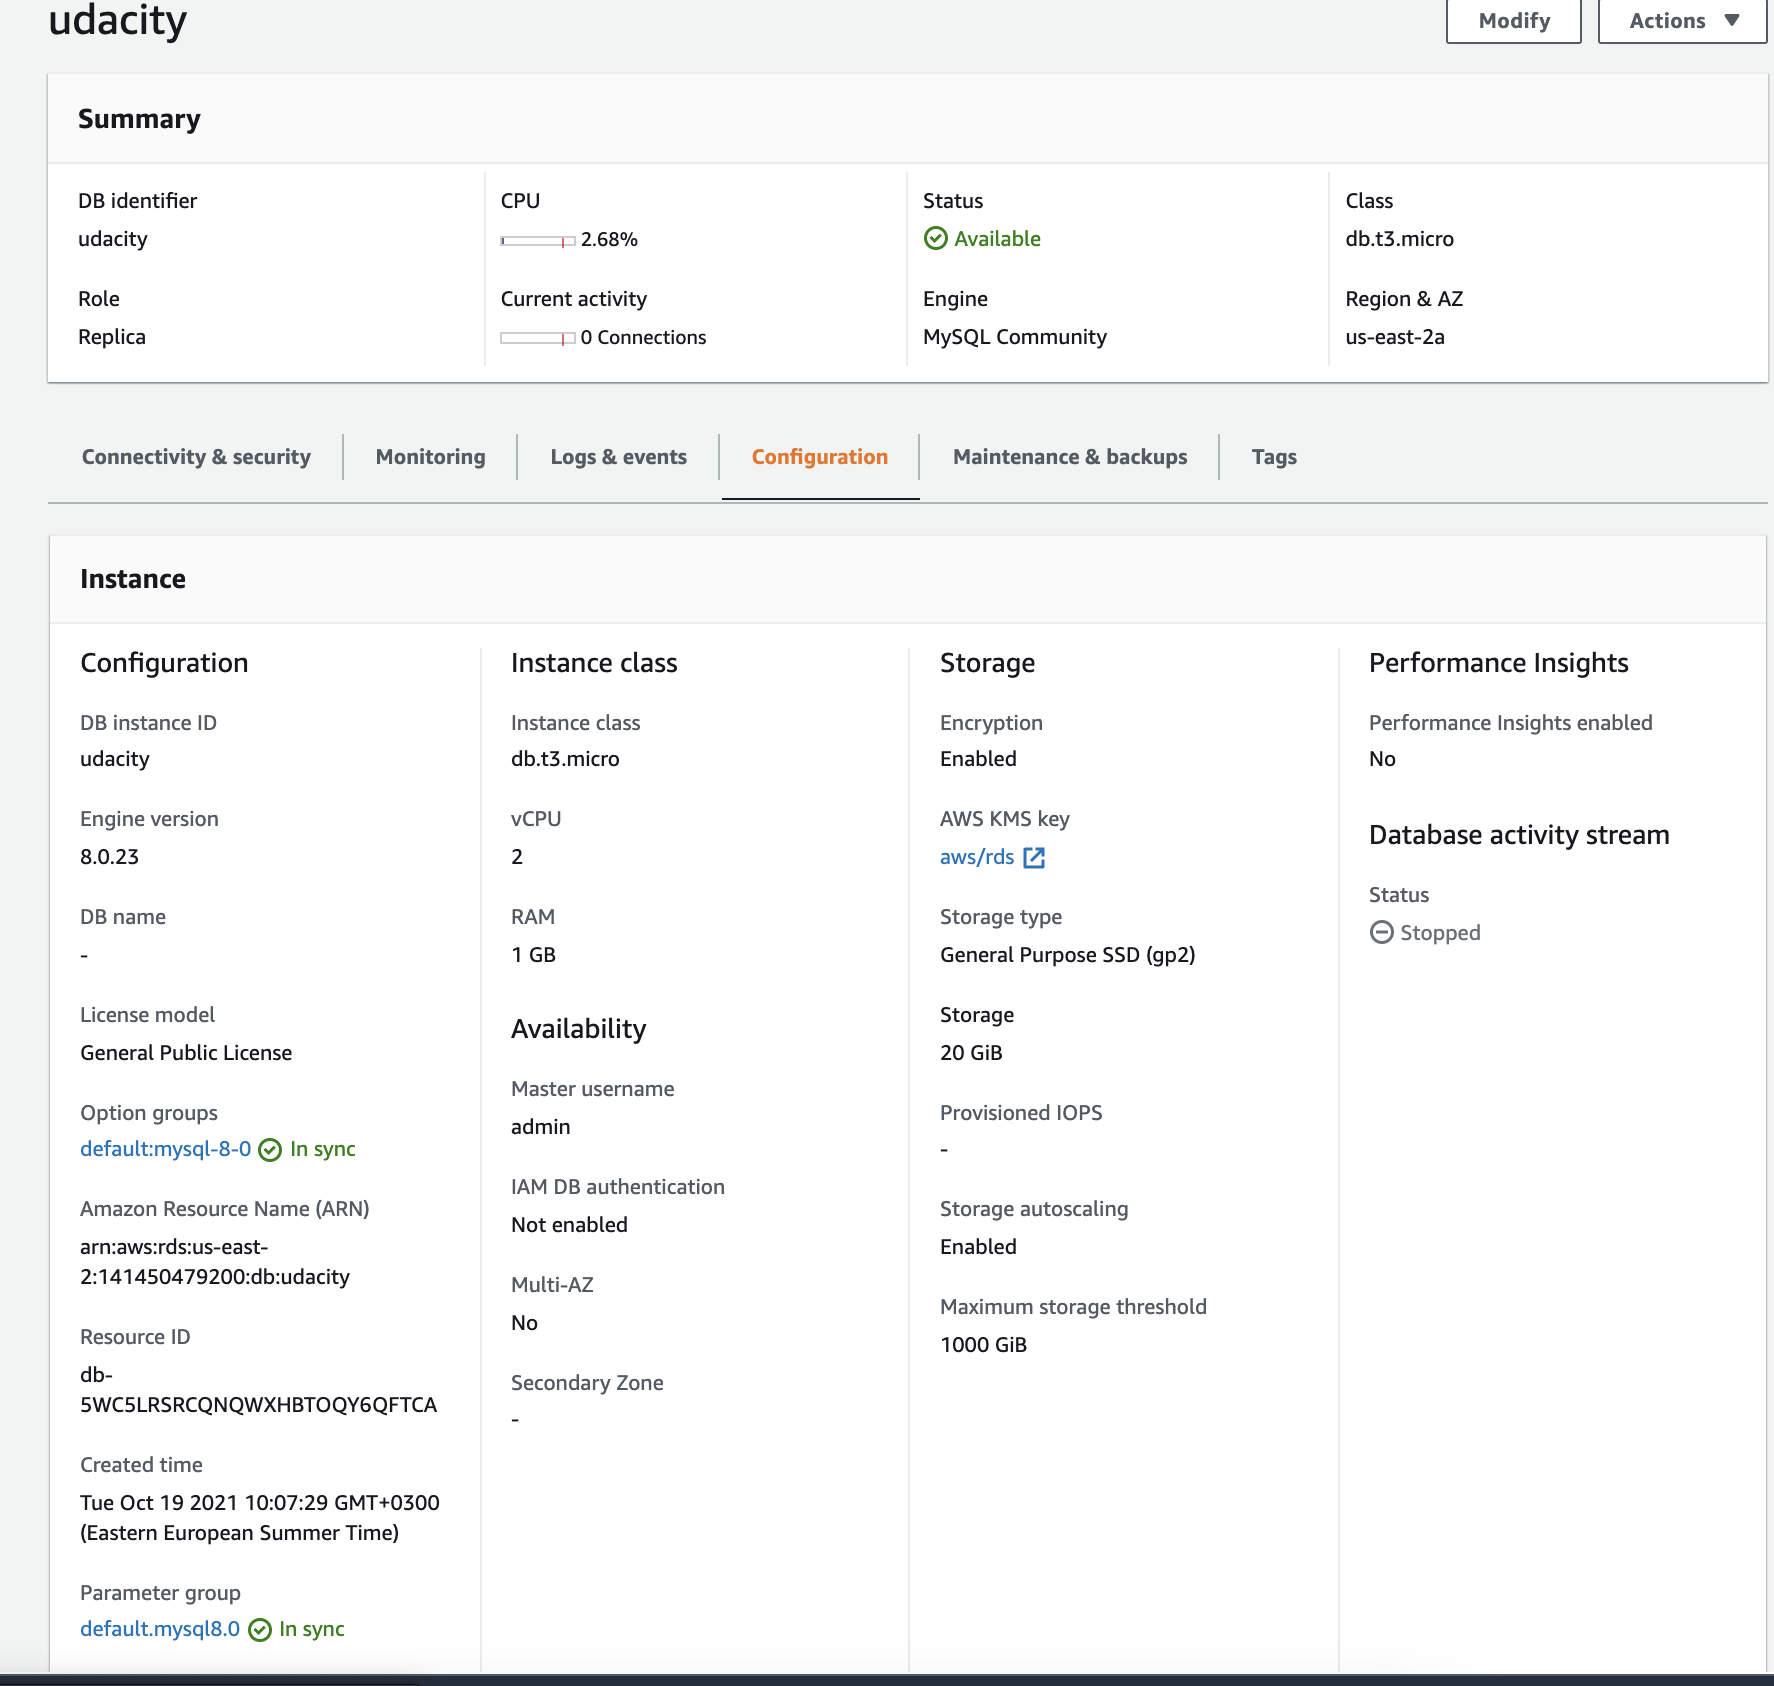 udacity
Modify
Actions
Summary
DB identifier
udacity
CPU
2.68%
Status
Available
Class
db.t3.micro
Role
Replica
Current activity
0 Connections
Engine
MySQL Community
Region & AZ
us-east-2a
Connectivity & security
Monitoring
Logs & events
Configuration
Maintenance & backups
Tags
Instance
Configuration
DB instance ID
udacity
Engine version
8.0.23
DB name
-
License model
General Public License
Option groups
default:mysql-8-0 In sync
Amazon Resource Name (ARN)
arn:aws:rds:us-east-
2:141450479200:db:udacity
Resource ID
db-
5WC5LRSRCQNQWXHBTOQY6QFTCA
Created time
Tue Oct 19 2021 10:07:29 GMT+0300
(Eastern European Summer Time)
Parameter group
default.mysql8.0 In sync
Instance class
Instance class
db.t3.micro
vCPU
2
RAM
1 GB
Availability
Master username
admin
IAM DB authentication
Not enabled
Multi-AZ
No
Secondary Zone
-
Storage
Encryption
Enabled
AWS KMS key
aws/rds
Storage type
General Purpose SSD (gp2)
Storage
20 GiB
Provisioned IOPS
-
Storage autoscaling
Enabled
Maximum storage threshold
1000 GiB
Performance Insights
Performance Insights enabled
No
Database activity stream
Status
Stopped